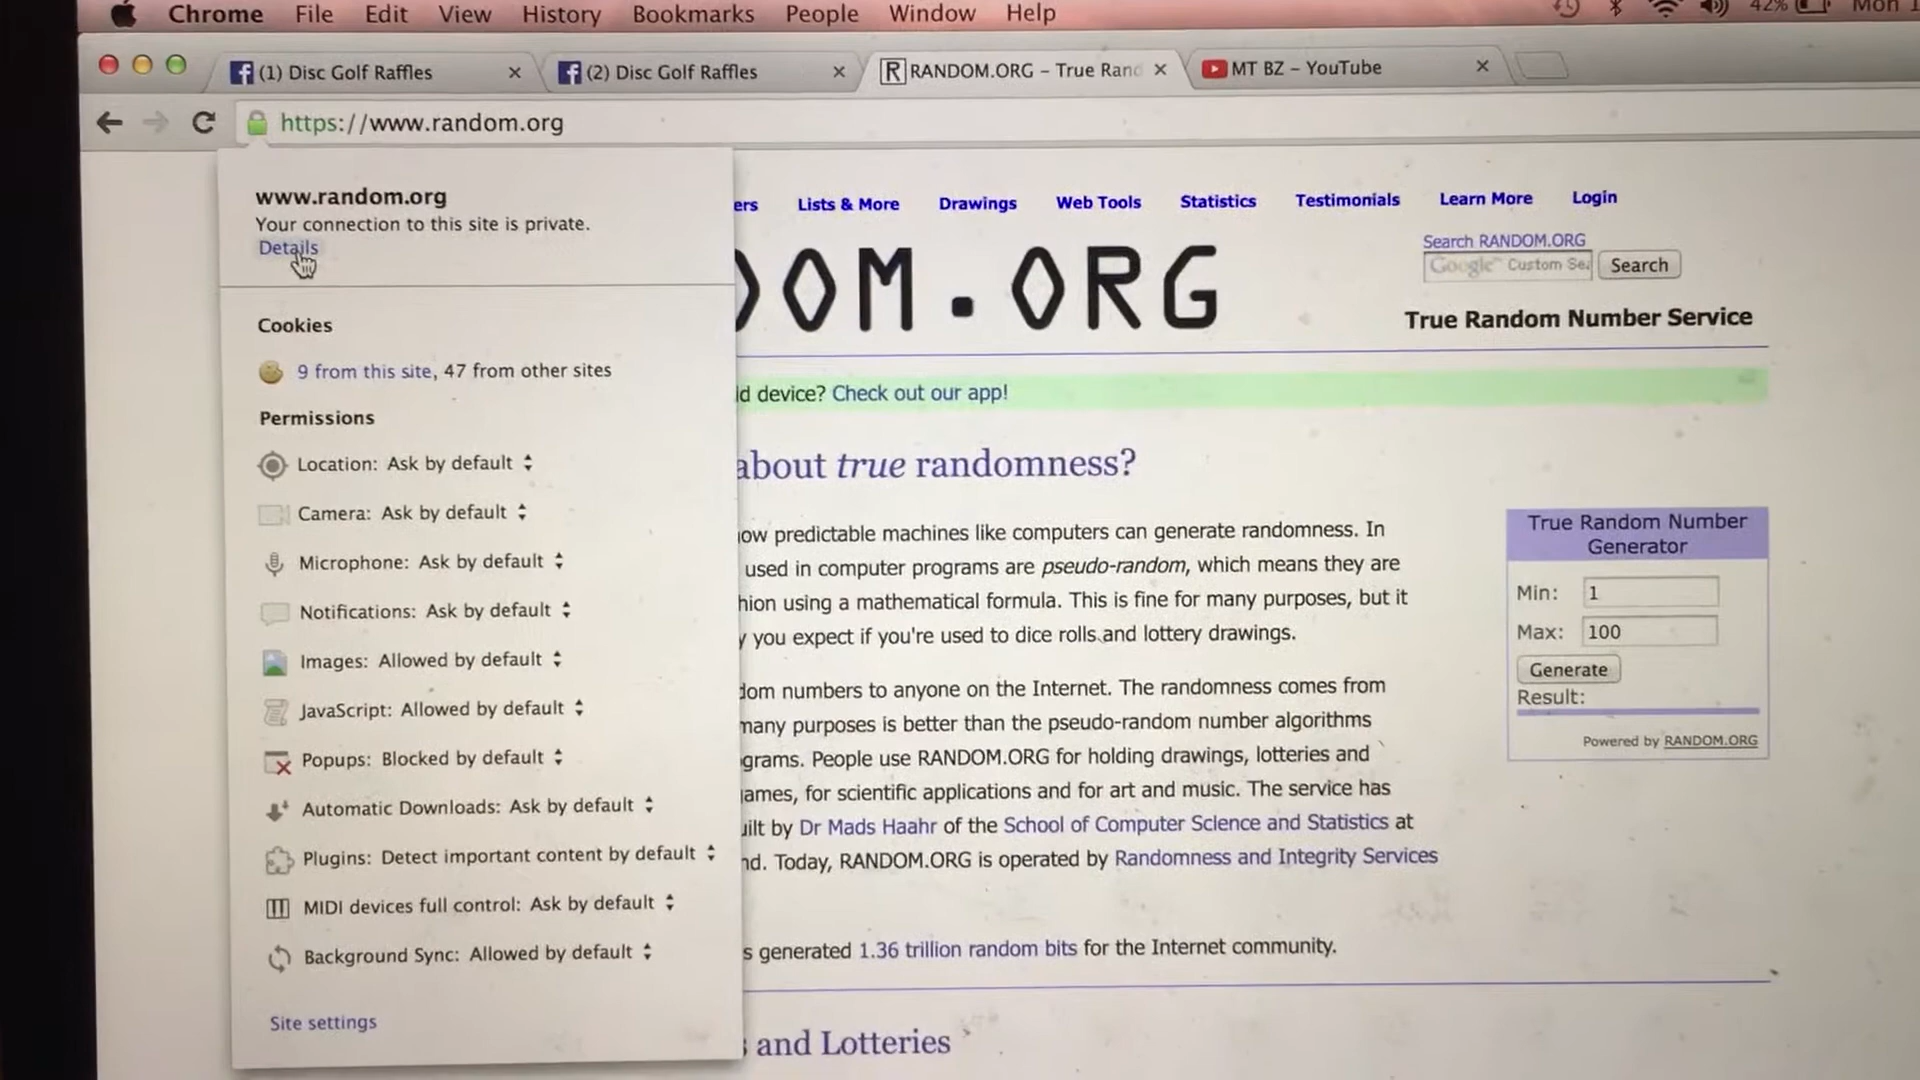 Chrome File Edit View History Bookmarks People Window Help 42% Mon 1
(1) Disc Golf Raffles (2) Disc Golf Raffles RANDOM.ORG – True Rand MT BZ – YouTube
https://www.random.org
www.random.org
Your connection to this site is private.
Details
Cookies
9 from this site, 47 from other sites
Permissions
Location: Ask by default
Camera: Ask by default
Microphone: Ask by default
Notifications: Ask by default
Images: Allowed by default
JavaScript: Allowed by default
Popups: Blocked by default
Automatic Downloads: Ask by default
Plugins: Detect important content by default
MIDI devices full control: Ask by default
Background Sync: Allowed by default
Site settings
ers Lists & More Drawings Web Tools Statistics Testimonials Learn More Login
Search RANDOM.ORG
Google Custom Sea Search
OM.ORG
True Random Number Service
ld device? Check out our app!
about true randomness?
ow predictable machines like computers can generate randomness. In
used in computer programs are pseudo-random, which means they are
hion using a mathematical formula. This is fine for many purposes, but it
y you expect if you're used to dice rolls and lottery drawings.
dom numbers to anyone on the Internet. The randomness comes from
many purposes is better than the pseudo-random number algorithms
grams. People use RANDOM.ORG for holding drawings, lotteries and
ames, for scientific applications and for art and music. The service has
uilt by Dr Mads Haahr of the School of Computer Science and Statistics at
nd. Today, RANDOM.ORG is operated by Randomness and Integrity Services
s generated 1.36 trillion random bits for the Internet community.
s and Lotteries
True Random Number
Generator
Min: 1
Max: 100
Generate
Result:
Powered by RANDOM.ORG